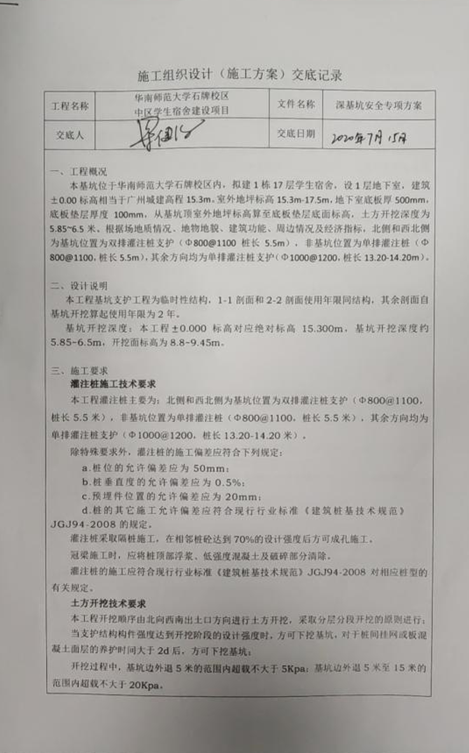 施工组织设计（施工方案）交底记录
工程名称 华南师范大学石牌校区中区学生宿舍建设项目 文件名称 深基坑安全专项方案
交底人 交底日期 2020年7月15日
一、工程概况
本基坑位于华南师范大学石牌校区内，拟建1栋17层学生宿舍，设1层地下室，建筑
±0.00标高相当于广州城建高程15.3m，室外地坪标高15.3m-17.5m，地下室底板厚500mm，
底板垫层厚度100mm，从基坑顶室外地坪标高算至底板垫层底面标高，土方开挖深度为
5.85~6.5米。根据场地地质情况、地物地貌、建筑功能、周边情况及经济指标，北侧和西北侧
为基坑位置为双排灌注桩支护（Φ800@1100 桩长5.5m），非基坑位置为单排灌注桩（Φ
800@1100，桩长5.5m），其余方向均为单排灌注桩支护（Φ1000@1200，桩长13.20-14.20m）。
二、设计说明
本工程基坑支护工程为临时性结构，1-1剖面和2-2剖面使用年限同结构，其余剖面自
基坑开挖算起使用年限为2年。
基坑开挖深度：本工程±0.000标高对应绝对标高15.300m，基坑开挖深度约
5.85-6.5m，开挖面标高为8.8~9.45m。
三、施工要求
灌注桩施工技术要求
本工程灌注桩主要为：北侧和西北侧为基坑位置为双排灌注桩支护（Φ800@1100，
桩长5.5米），非基坑位置为单排灌注桩（Φ800@1100，桩长5.5米），其余方向均为
单排灌注桩支护（Φ1000@1200，桩长13.20-14.20米）。
除特殊要求外，灌注桩的施工偏差应符合下列规定：
a.桩位的允许偏差应为50mm；
b.桩垂直度的允许偏差应为0.5%；
c.预埋件位置的允许偏差应为20mm；
d.桩的其它施工允许偏差应符合现行行业标准《建筑桩基技术规范》
JGJ94-2008的规定。
灌注桩采取隔桩施工，在相邻桩砼达到70%的设计强度后方可成孔施工。
冠梁施工时，应将桩顶部浮浆、低强度混凝土及破碎部分清除。
灌注桩的施工应符合现行行业标准《建筑桩基技术规范》JGJ94-2008对相应桩型的
有关规定。
土方开挖技术要求
本工程开挖顺序由北向西南出土口方向进行土方开挖，采取分层分段开挖的原则进行；
当支护结构构件强度达到开挖阶段的设计强度时，方可下挖基坑，对于桩间挂网或板混
凝土面层的养护时间大于2d后，方可下挖基坑；
开挖过程中，基坑边外退5米的范围内超载不大于5Kpa；基坑边外退5米至15米的
范围内超载不大于20Kpa。